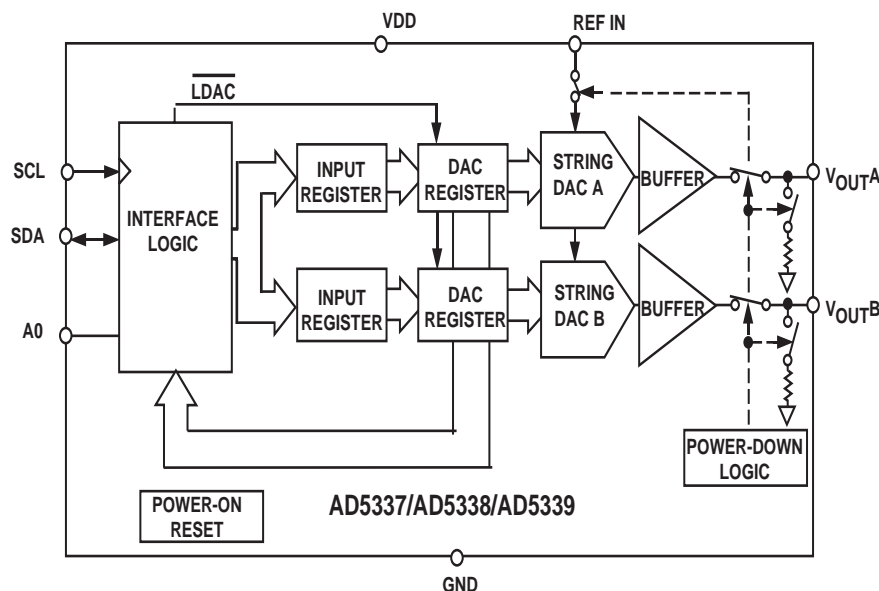 VDD
REF IN
LDAC
SCL
SDA
A0
INTERFACE
LOGIC
INPUT
REGISTER
DAC
REGISTER
STRING
DAC A
BUFFER
VOUTA
INPUT
REGISTER
DAC
REGISTER
STRING
DAC B
BUFFER
VOUTB
POWER-DOWN
LOGIC
POWER-ON
RESET
AD5337/AD5338/AD5339
GND